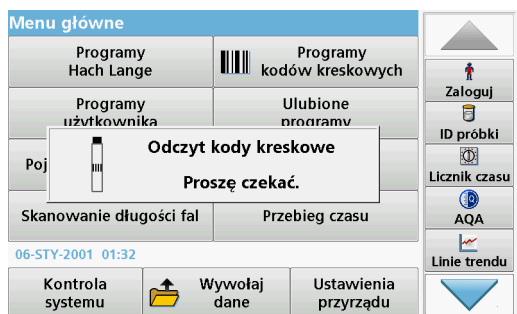 Menu główne
Programy
Hach Lange
Programy
kodów kreskowych
Programy
użytkownika
Ulubione
programy
Odczyt kody kreskowe
Proszę czekać.
Skanowanie długości fal
Przebieg czasu
06-STY-2001 01:32
Kontrola
systemu
Wywołaj
dane
Ustawienia
przyrządu
Zaloguj
ID próbki
Licznik czasu
AQA
Linie trendu